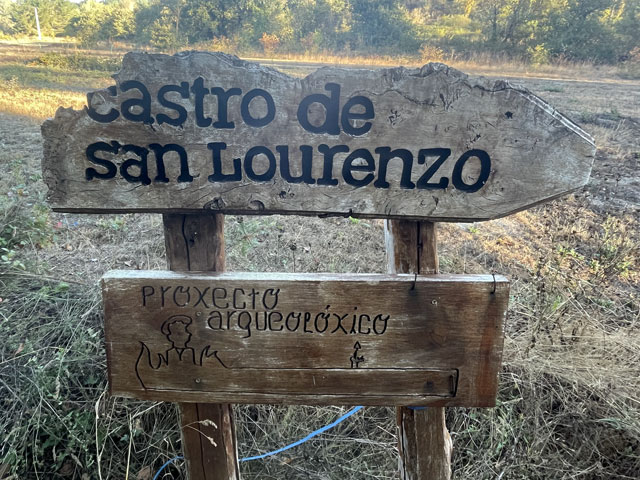 castro de
san Lourenzo
proxecto
arqueolóxico